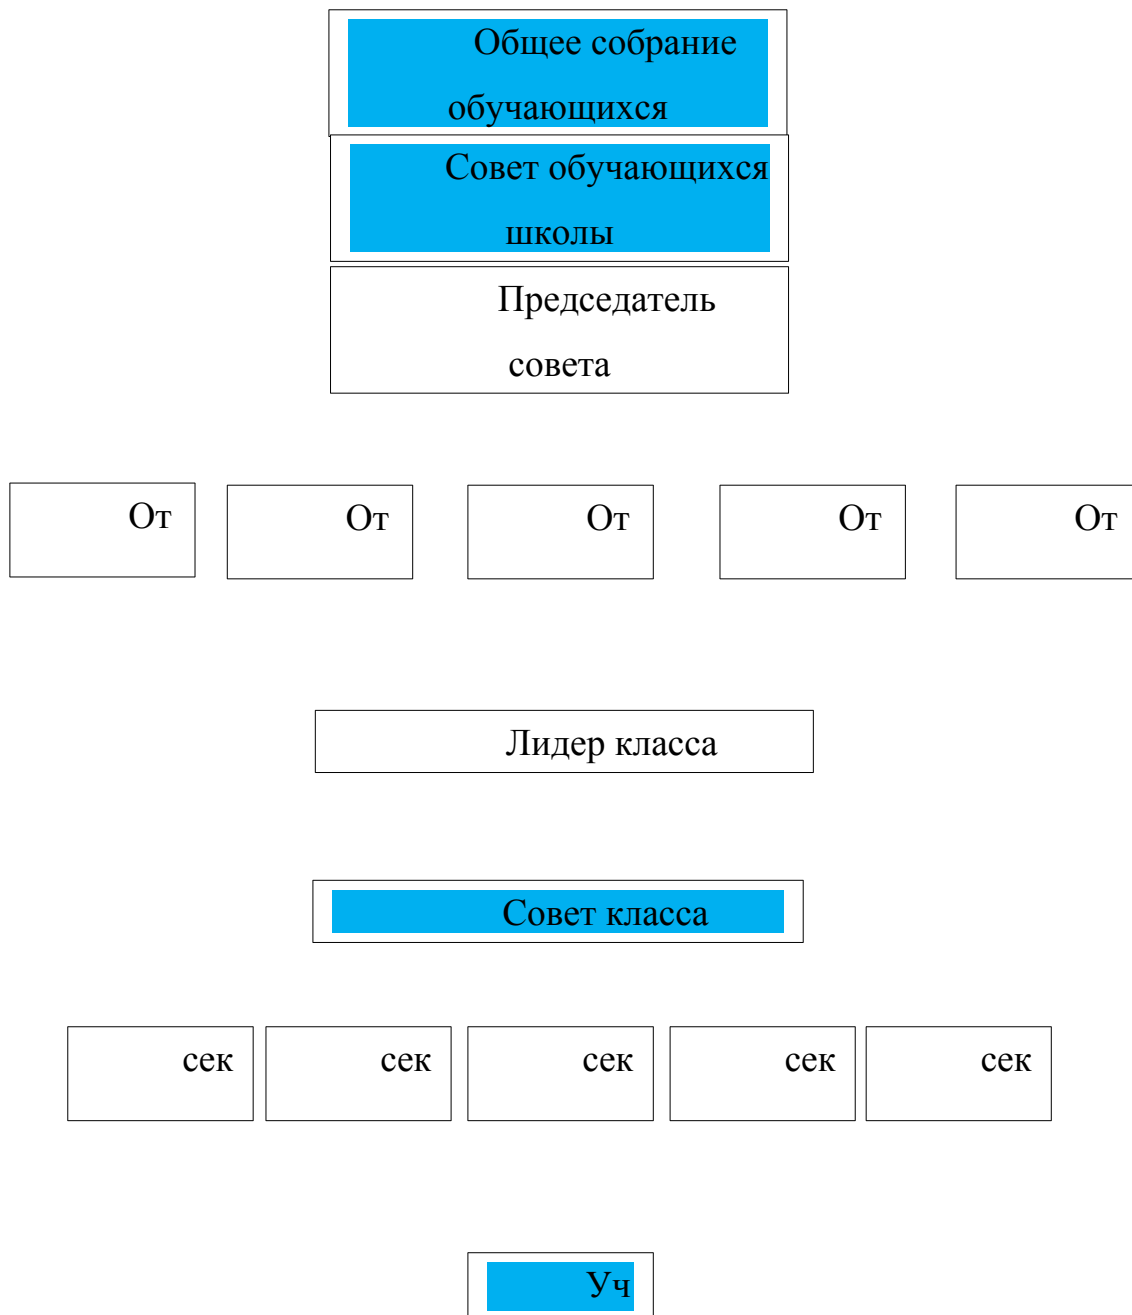 Общее собрание
обучающихся
Совет обучающихся
школы
Председатель
совета
От От От От От
Лидер класса
Совет класса
сек сек сек сек сек
Уч